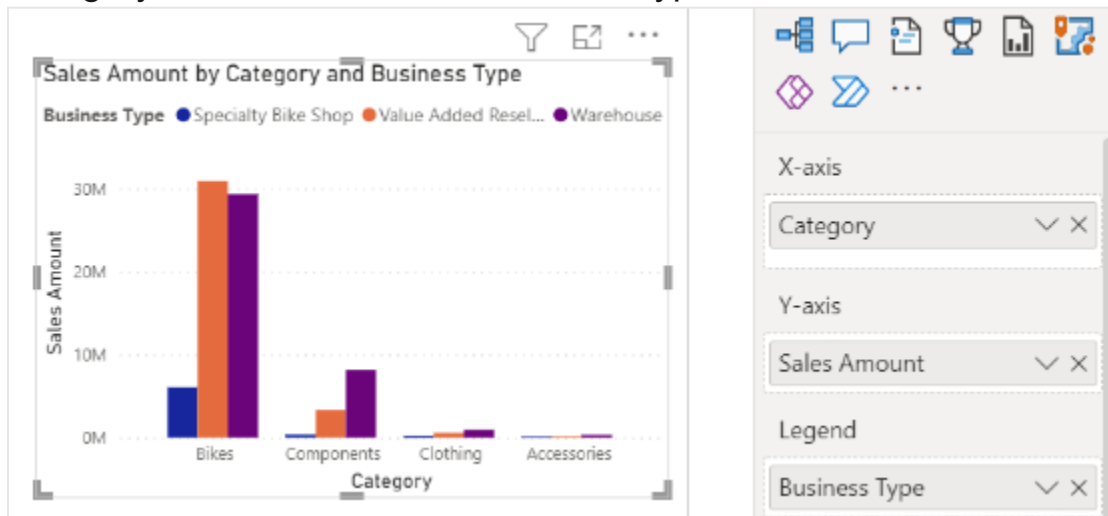 Sales Amount by Category and Business Type
Business Type Specialty Bike Shop Value Added Resel... Warehouse
30M
20M
10M
0M
Sales Amount
Bikes Components Clothing Accessories
Category
X-axis
Category
Y-axis
Sales Amount
Legend
Business Type